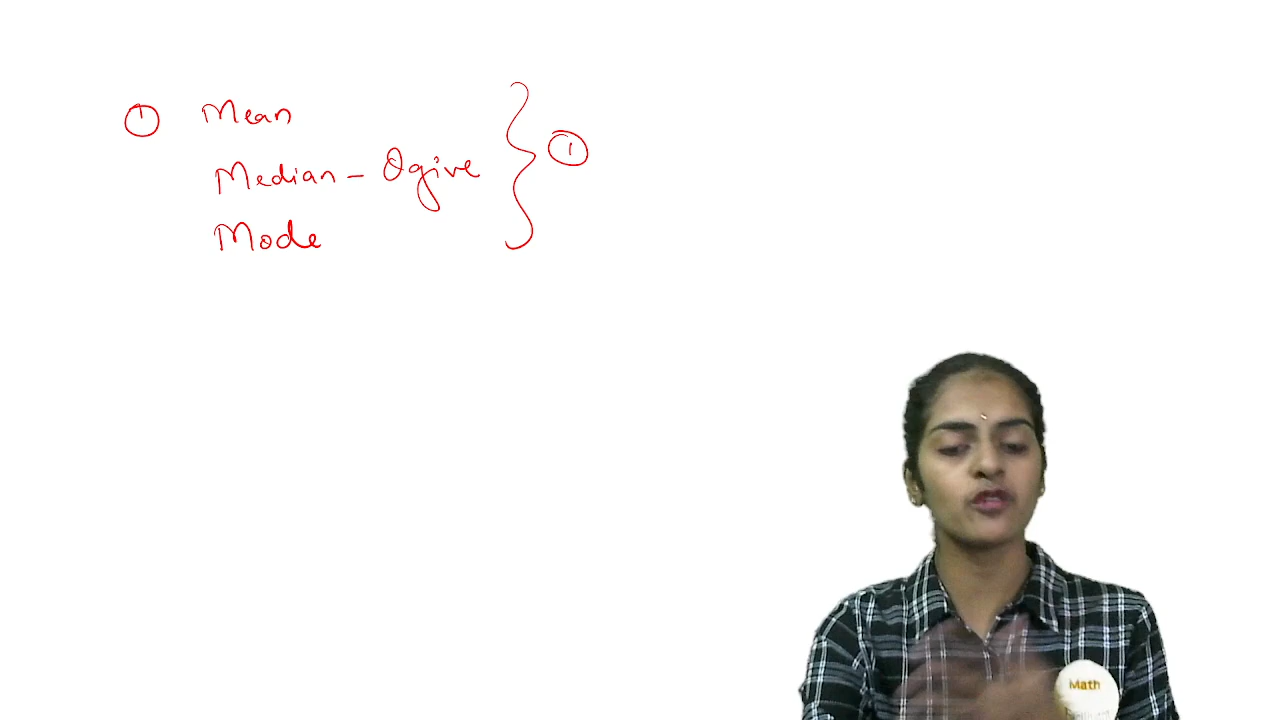 ① Mean
Median - Ogive } ①
Mode
Math